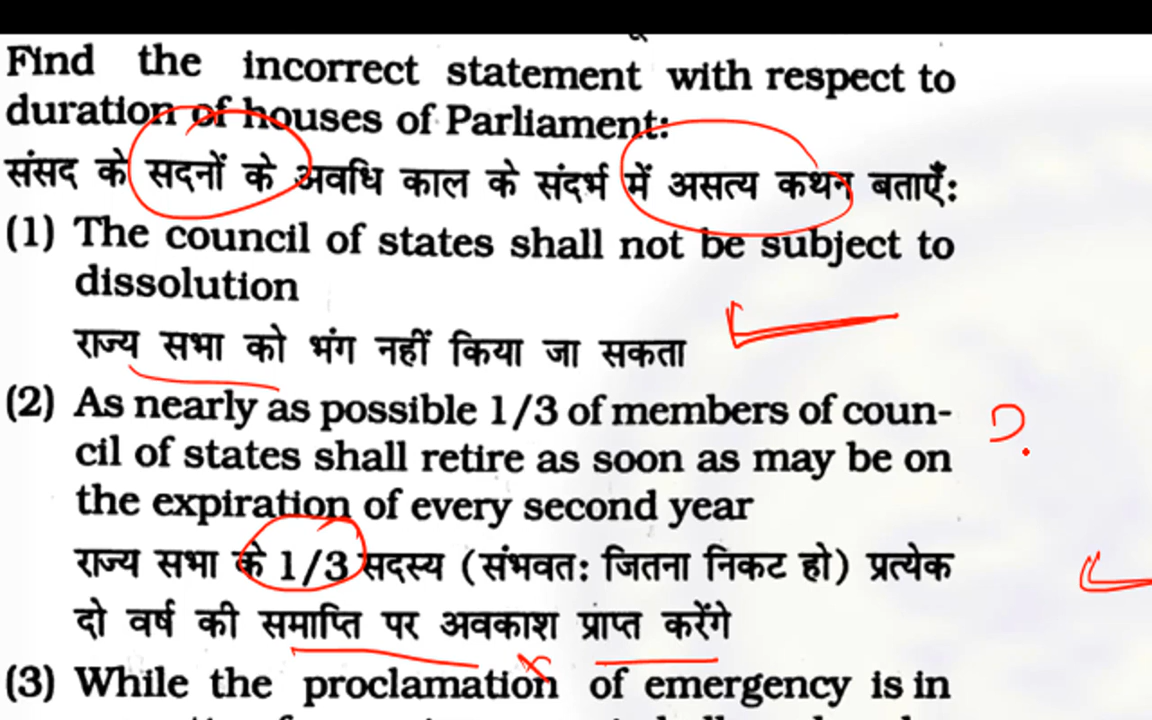 Find the incorrect statement with respect to
duration of houses of Parliament:
संसद के सदनों के अवधि काल के संदर्भ में असत्य कथन बताएँ:
(1) The council of states shall not be subject to
dissolution
राज्य सभा को भंग नहीं किया जा सकता
(2) As nearly as possible 1/3 of members of coun-
cil of states shall retire as soon as may be on
the expiration of every second year
राज्य सभा के 1/3 सदस्य (संभवत: जितना निकट हो) प्रत्येक
दो वर्ष की समाप्ति पर अवकाश प्राप्त करेंगे
(3) While the proclamation of emergency is in